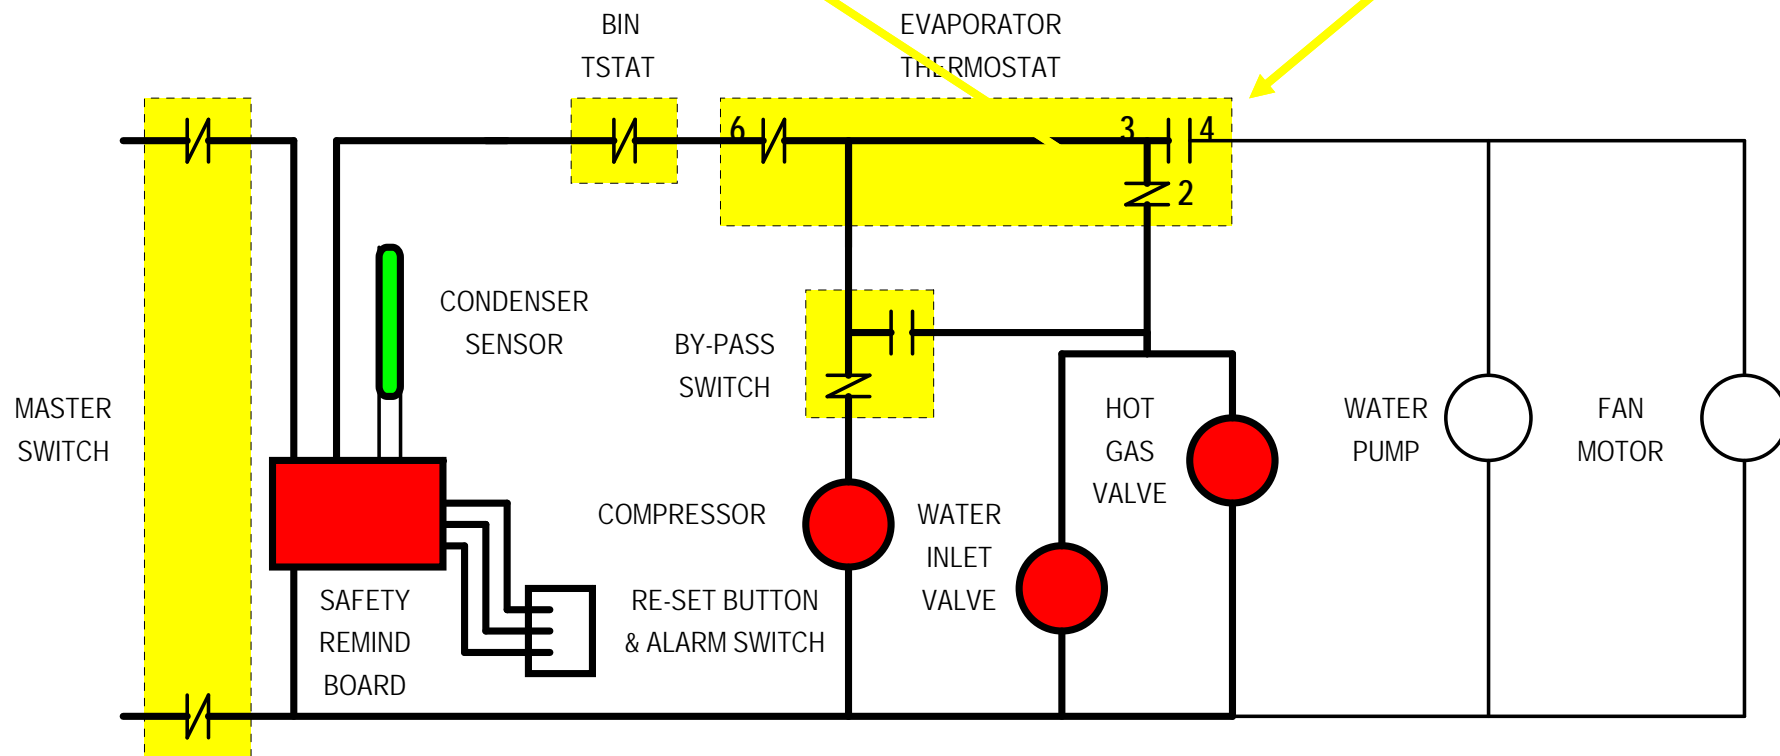 BIN
TSTAT
EVAPORATOR
THERMOSTAT
6
3
4
2
CONDENSER
SENSOR
BY-PASS
SWITCH
MASTER
SWITCH
HOT
GAS
VALVE
WATER
PUMP
FAN
MOTOR
COMPRESSOR
WATER
INLET
VALVE
SAFETY
REMIND
BOARD
RE-SET BUTTON
& ALARM SWITCH